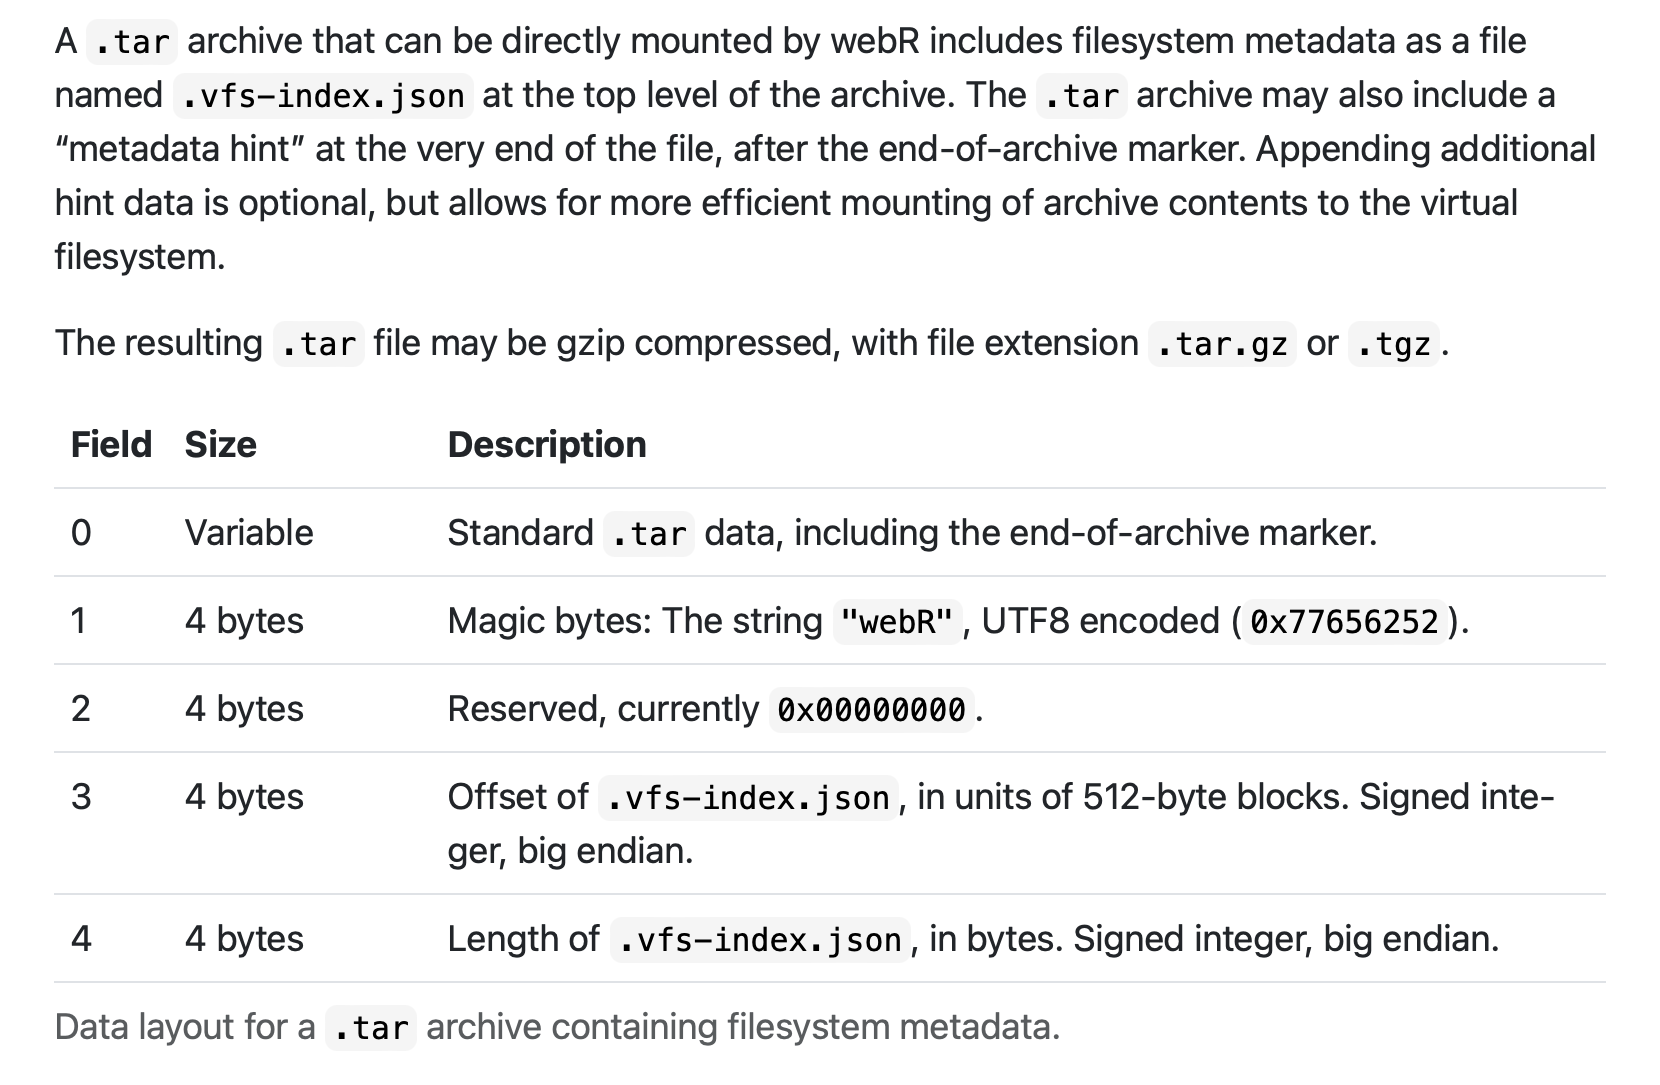 A .tar archive that can be directly mounted by webR includes filesystem metadata as a file
named .vfs-index.json at the top level of the archive. The .tar archive may also include a
“metadata hint” at the very end of the file, after the end-of-archive marker. Appending additional
hint data is optional, but allows for more efficient mounting of archive contents to the virtual
filesystem.
The resulting .tar file may be gzip compressed, with file extension .tar.gz or .tgz.
Field Size Description
0 Variable Standard .tar data, including the end-of-archive marker.
1 4 bytes Magic bytes: The string "webR", UTF8 encoded (0x77656252).
2 4 bytes Reserved, currently 0x00000000.
3 4 bytes Offset of .vfs-index.json, in units of 512-byte blocks. Signed inte-
ger, big endian.
4 4 bytes Length of .vfs-index.json, in bytes. Signed integer, big endian.
Data layout for a .tar archive containing filesystem metadata.